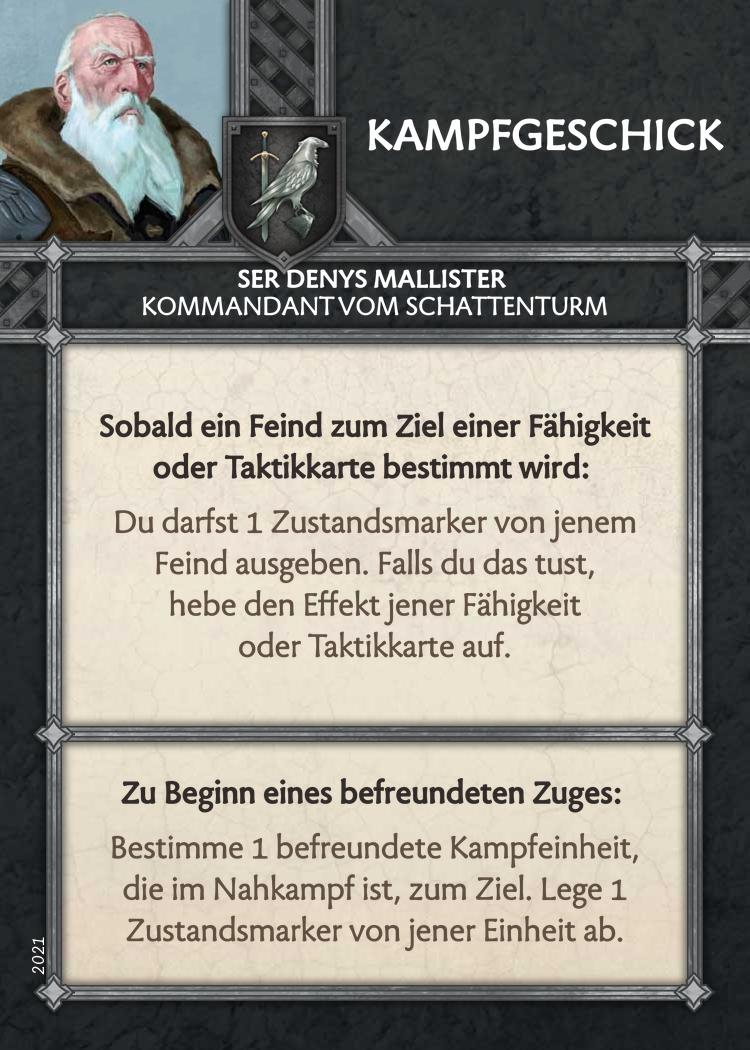 KAMPFGESCHICK
SER DENYS MALLISTER
KOMMANDANT VOM SCHATTENTURM
Sobald ein Feind zum Ziel einer Fähigkeit
oder Taktikkarte bestimmt wird:
Du darfst 1 Zustandsmarker von jenem
Feind ausgeben. Falls du das tust,
hebe den Effekt jener Fähigkeit
oder Taktikkarte auf.
Zu Beginn eines befreundeten Zuges:
Bestimme 1 befreundete Kampfeinheit,
die im Nahkampf ist, zum Ziel. Lege 1
Zustandsmarker von jener Einheit ab.
2021